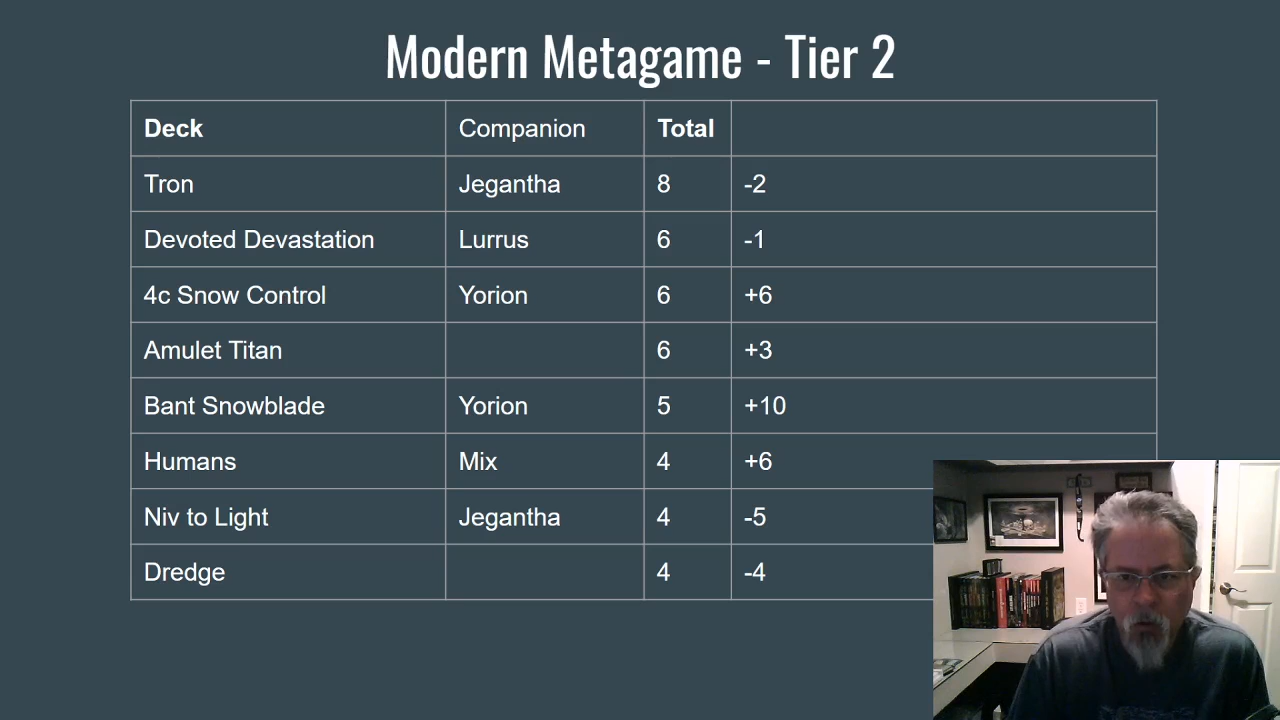 Modern Metagame - Tier 2
Deck Companion Total
Tron Jegantha 8 -2
Devoted Devastation Lurrus 6 -1
4c Snow Control Yorion 6 +6
Amulet Titan 6 +3
Bant Snowblade Yorion 5 +10
Humans Mix 4 +6
Niv to Light Jegantha 4 -5
Dredge 4 -4